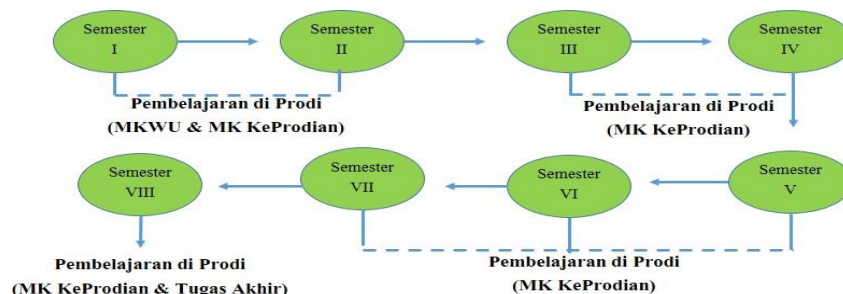 Semester
I
Semester
II
Semester
III
Semester
IV
Pembelajaran di Prodi
(MKWU & MK KeProdian)
Pembelajaran di Prodi
(MK KeProdian)
Semester
VIII
Semester
VII
Semester
VI
Semester
V
Pembelajaran di Prodi
(MK KeProdian & Tugas Akhir)
Pembelajaran di Prodi
(MK KeProdian)